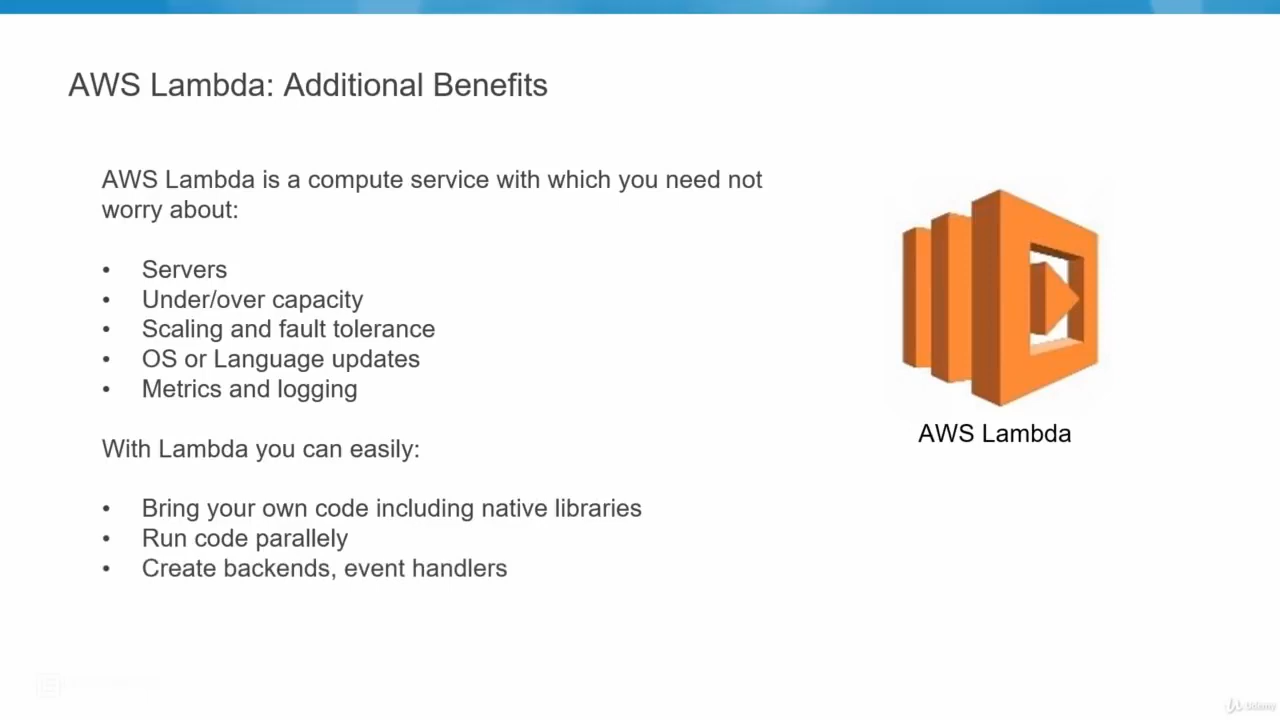 AWS Lambda: Additional Benefits
AWS Lambda is a compute service with which you need not
worry about:
• Servers
• Under/over capacity
• Scaling and fault tolerance
• OS or Language updates
• Metrics and logging
With Lambda you can easily:
• Bring your own code including native libraries
• Run code parallely
• Create backends, event handlers
AWS Lambda
Udemy